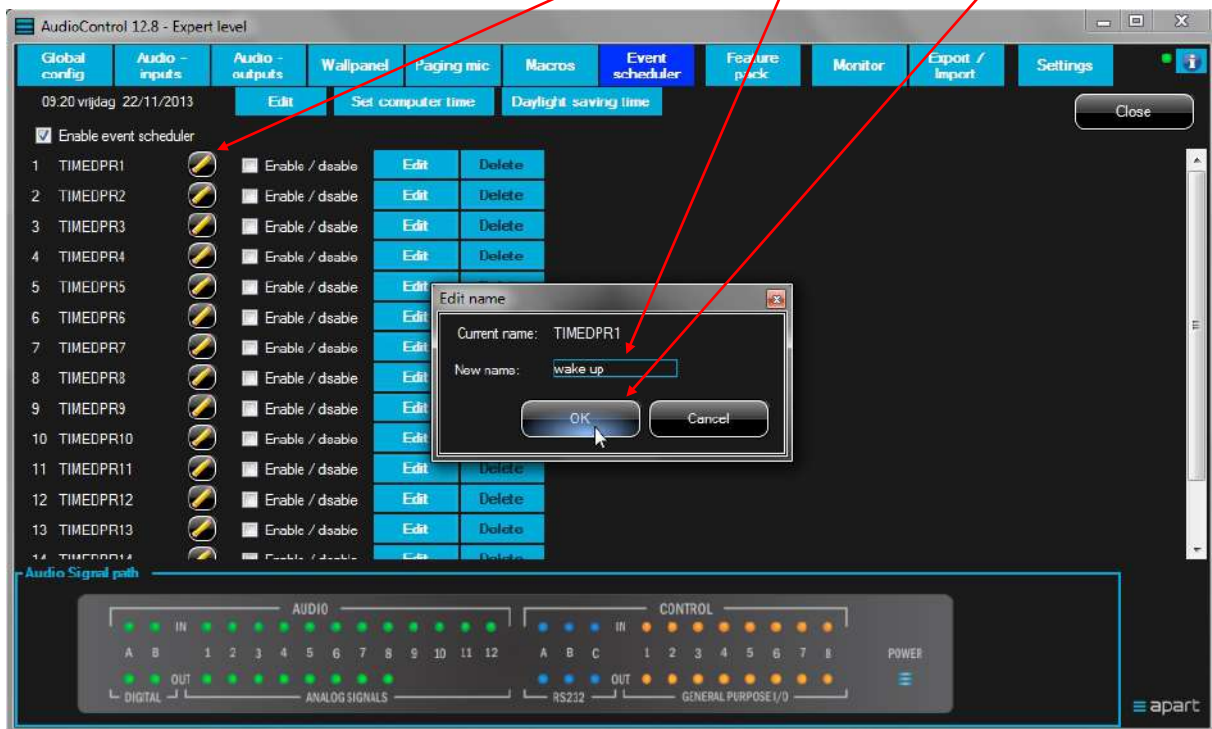 AudioControl 12.8 - Expert level
Global config Audio - inputs Audio - outputs Wallpanel Paging mic Macros Event scheduler Feature pack Monitor Export / Import Settings
09:20 vrijdag 22/11/2013 Edit Set computer time Daylight saving time Close
Enable event scheduler
1 TIMEDPR1 Enable / disable Edit Delete
2 TIMEDPR2 Enable / disable Edit Delete
3 TIMEDPR3 Enable / disable Edit Delete
4 TIMEDPR4 Enable / disable Edit Delete
5 TIMEDPR5 Enable / disable Edit
6 TIMEDPR6 Enable / disable Edit
7 TIMEDPR7 Enable / disable Edit
8 TIMEDPR8 Enable / disable Edit
9 TIMEDPR9 Enable / disable Edit
10 TIMEDPR10 Enable / disable Edit
11 TIMEDPR11 Enable / disable Edit Delete
12 TIMEDPR12 Enable / disable Edit Delete
13 TIMEDPR13 Enable / disable Edit Delete
14 TIMEDPR14 Enable / disable Edit Delete
Edit name
Current name: TIMEDPR1
New name: wake up
OK Cancel
Audio Signal path
AUDIO CONTROL
IN IN
A B 1 2 3 4 5 6 7 8 9 10 11 12 A B C 1 2 3 4 5 6 7 8 POWER
OUT OUT
DIGITAL ANALOG SIGNALS RS232 GENERAL PURPOSE I/O
apart